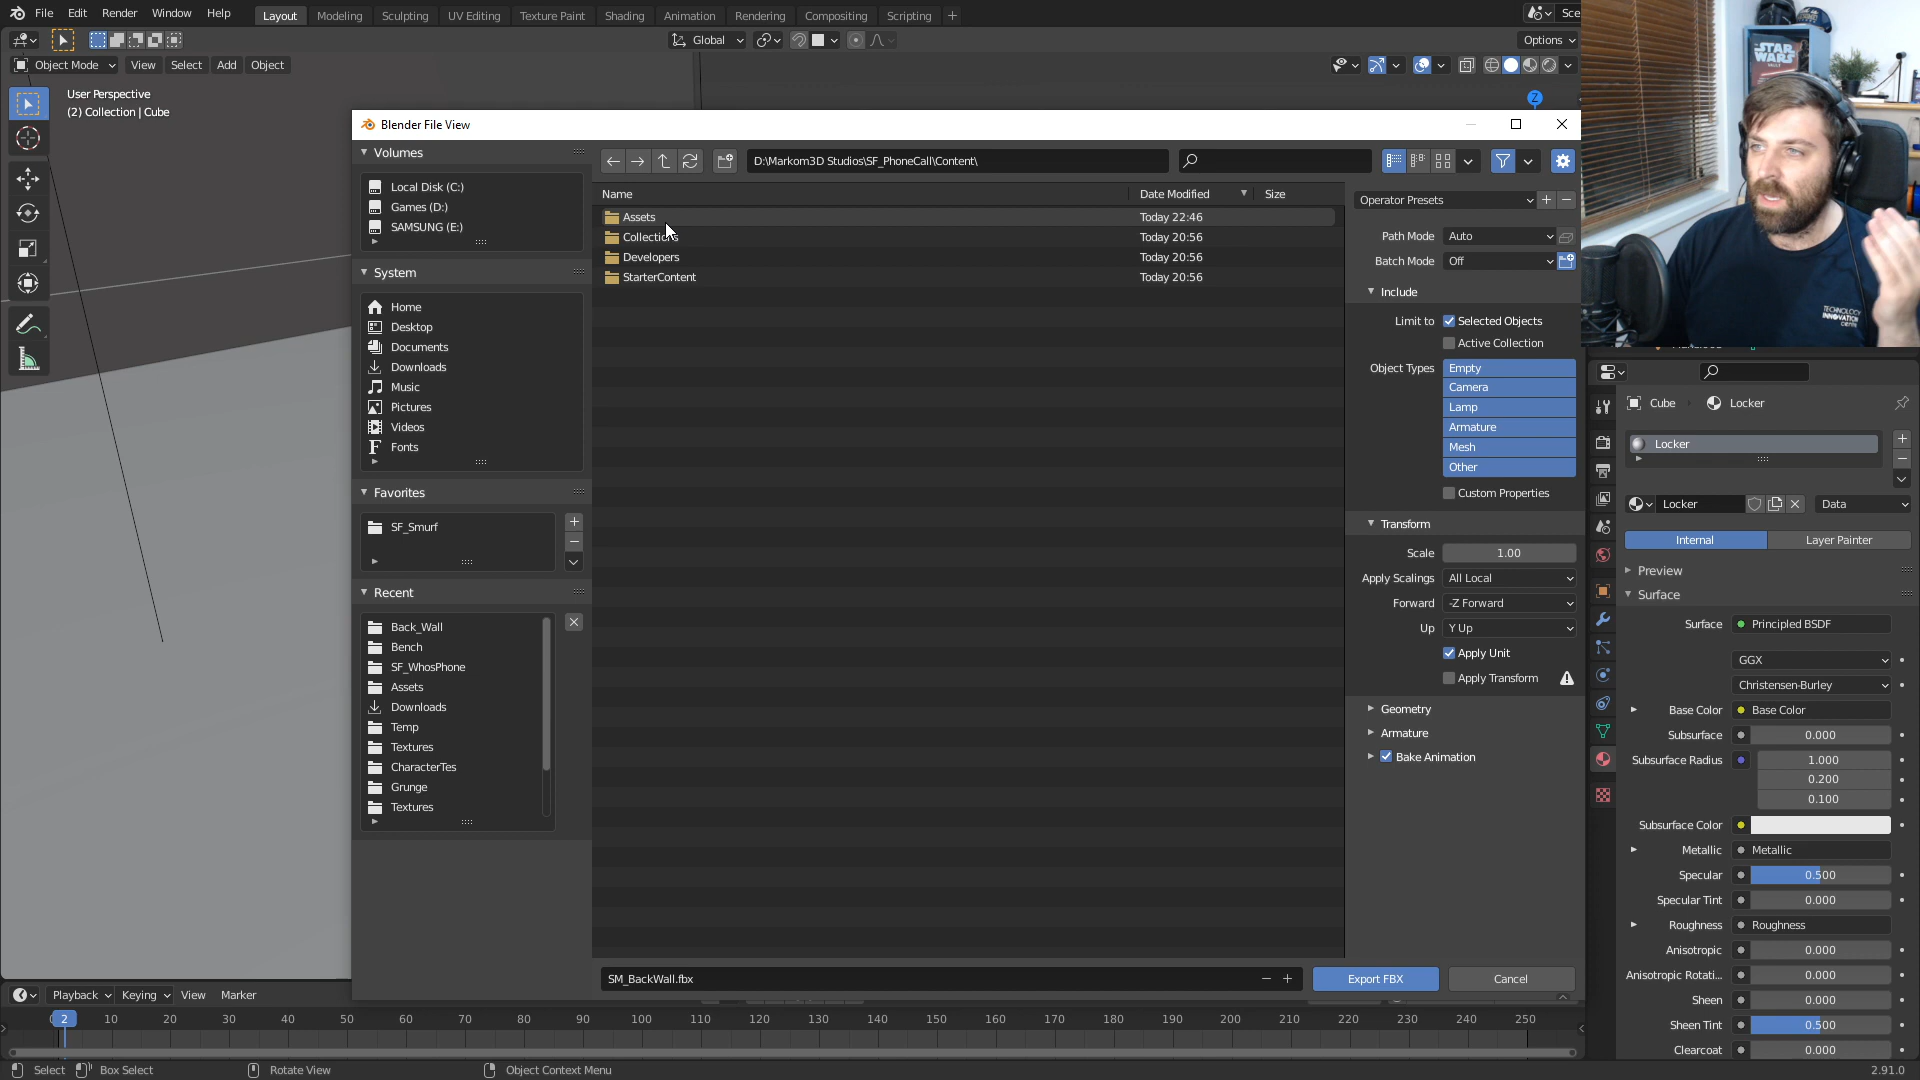 File Edit Render Window Help Layout Modeling Sculpting UV Editing Texture Paint Shading Animation Rendering Compositing Scripting + Sce
Global Options
Object Mode View Select Add Object
User Perspective
(2) Collection | Cube
Z
Blender File View
Volumes
Local Disk (C:)
Games (D:)
SAMSUNG (E:)
System
Home
Desktop
Documents
Downloads
Music
Pictures
Videos
Fonts
Favorites
SF_Smurf
Recent
Back_Wall
Bench
SF_WhosPhone
Assets
Downloads
Temp
Textures
CharacterTes
Grunge
Textures
D:\Markom3D Studios\SF_PhoneCall\Content\
Name Date Modified Size
Assets Today 22:46
Collections Today 20:56
Developers Today 20:56
StarterContent Today 20:56
SM_BackWall.fbx
Export FBX Cancel
Operator Presets
Path Mode Auto
Batch Mode Off
Include
Limit to Selected Objects
Active Collection
Object Types Empty
Camera
Lamp
Armature
Mesh
Other
Custom Properties
Transform
Scale 1.00
Apply Scalings All Local
Forward -Z Forward
Up Y Up
Apply Unit
Apply Transform
Geometry
Armature
Bake Animation
STAR
WARS
TECHNOLOGY
INNOVATION
Cube Locker
Locker
Locker Data
Internal Layer Painter
Preview
Surface
Surface Principled BSDF
GGX
Christensen-Burley
Base Color Base Color
Subsurface 0.000
Subsurface Radius 1.000
0.200
0.100
Subsurface Color
Metallic Metallic
Specular 0.500
Specular Tint 0.000
Roughness Roughness
Anisotropic 0.000
Anisotropic Rotati... 0.000
Sheen 0.000
Sheen Tint 0.500
Clearcoat 0.000
Playback Keying View Marker
2 10 20 30 40 50 60 70 80 90 100 110 120 130 140 150 160 170 180 190 200 210 220 230 240 250
Select Box Select Rotate View Object Context Menu 2.91.0